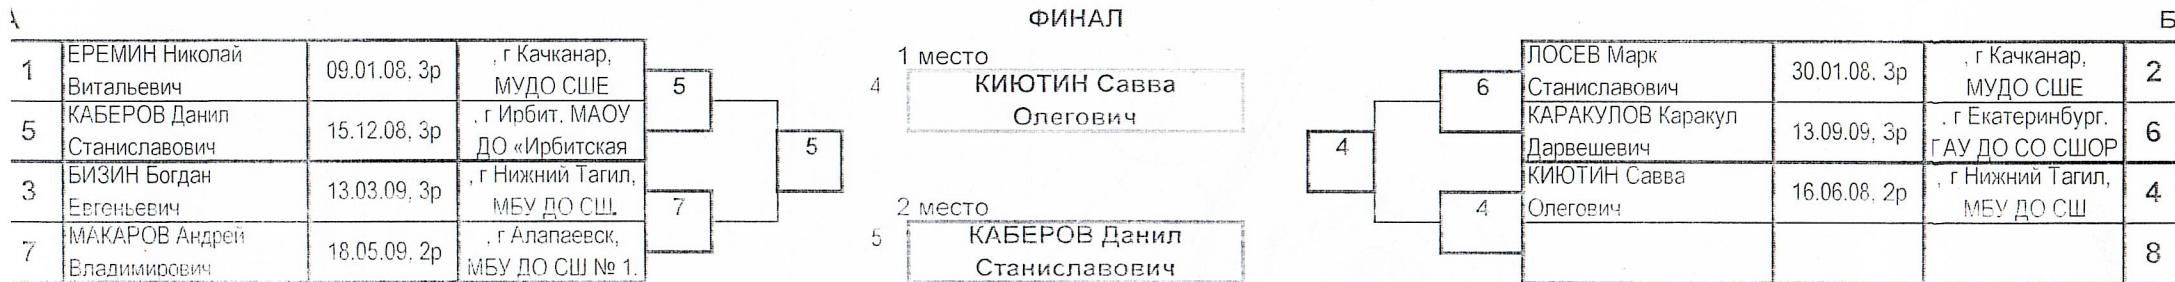 А
ФИНАЛ
Б
1
ЕРЕМИН Николай
Витальевич
09.01.08, 3р
, г Качканар,
МУДО СШЕ
5
КАБЕРОВ Данил
Станиславович
15.12.08, 3р
, г Ирбит, МАОУ
ДО «Ирбитская
3
БИЗИН Богдан
Евгеньевич
13.03.09, 3р
, г Нижний Тагил,
МБУ ДО СШ,
7
МАКАРОВ Андрей
Владимирович
18.05.09, 2р
, г Алапаевск,
МБУ ДО СШ № 1,
5
7
5
1 место
4
КИЮТИН Савва
Олегович
2 место
5
КАБЕРОВ Данил
Станиславович
4
6
4
ЛОСЕВ Марк
Станиславович
30.01.08, 3р
, г Качканар,
МУДО СШЕ
2
КАРАКУЛОВ Каракул
Дарвешевич
13.09.09, 3р
, г Екатеринбург,
ГАУ ДО СО СШОР
6
КИЮТИН Савва
Олегович
16.06.08, 2р
, г Нижний Тагил,
МБУ ДО СШ
4
8